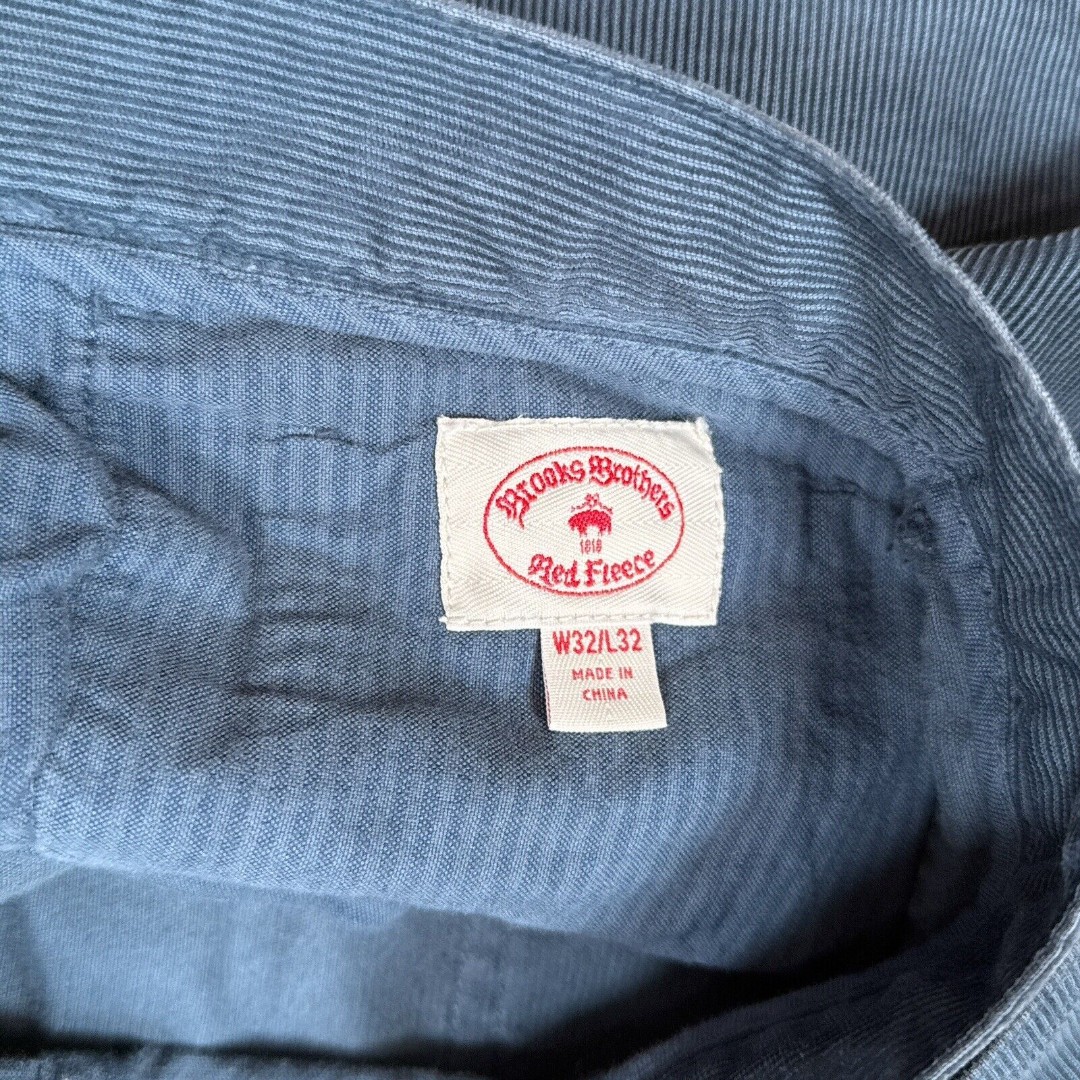 Brooks Brothers
1818
Red Fleece
W32/L32
MADE IN
CHINA